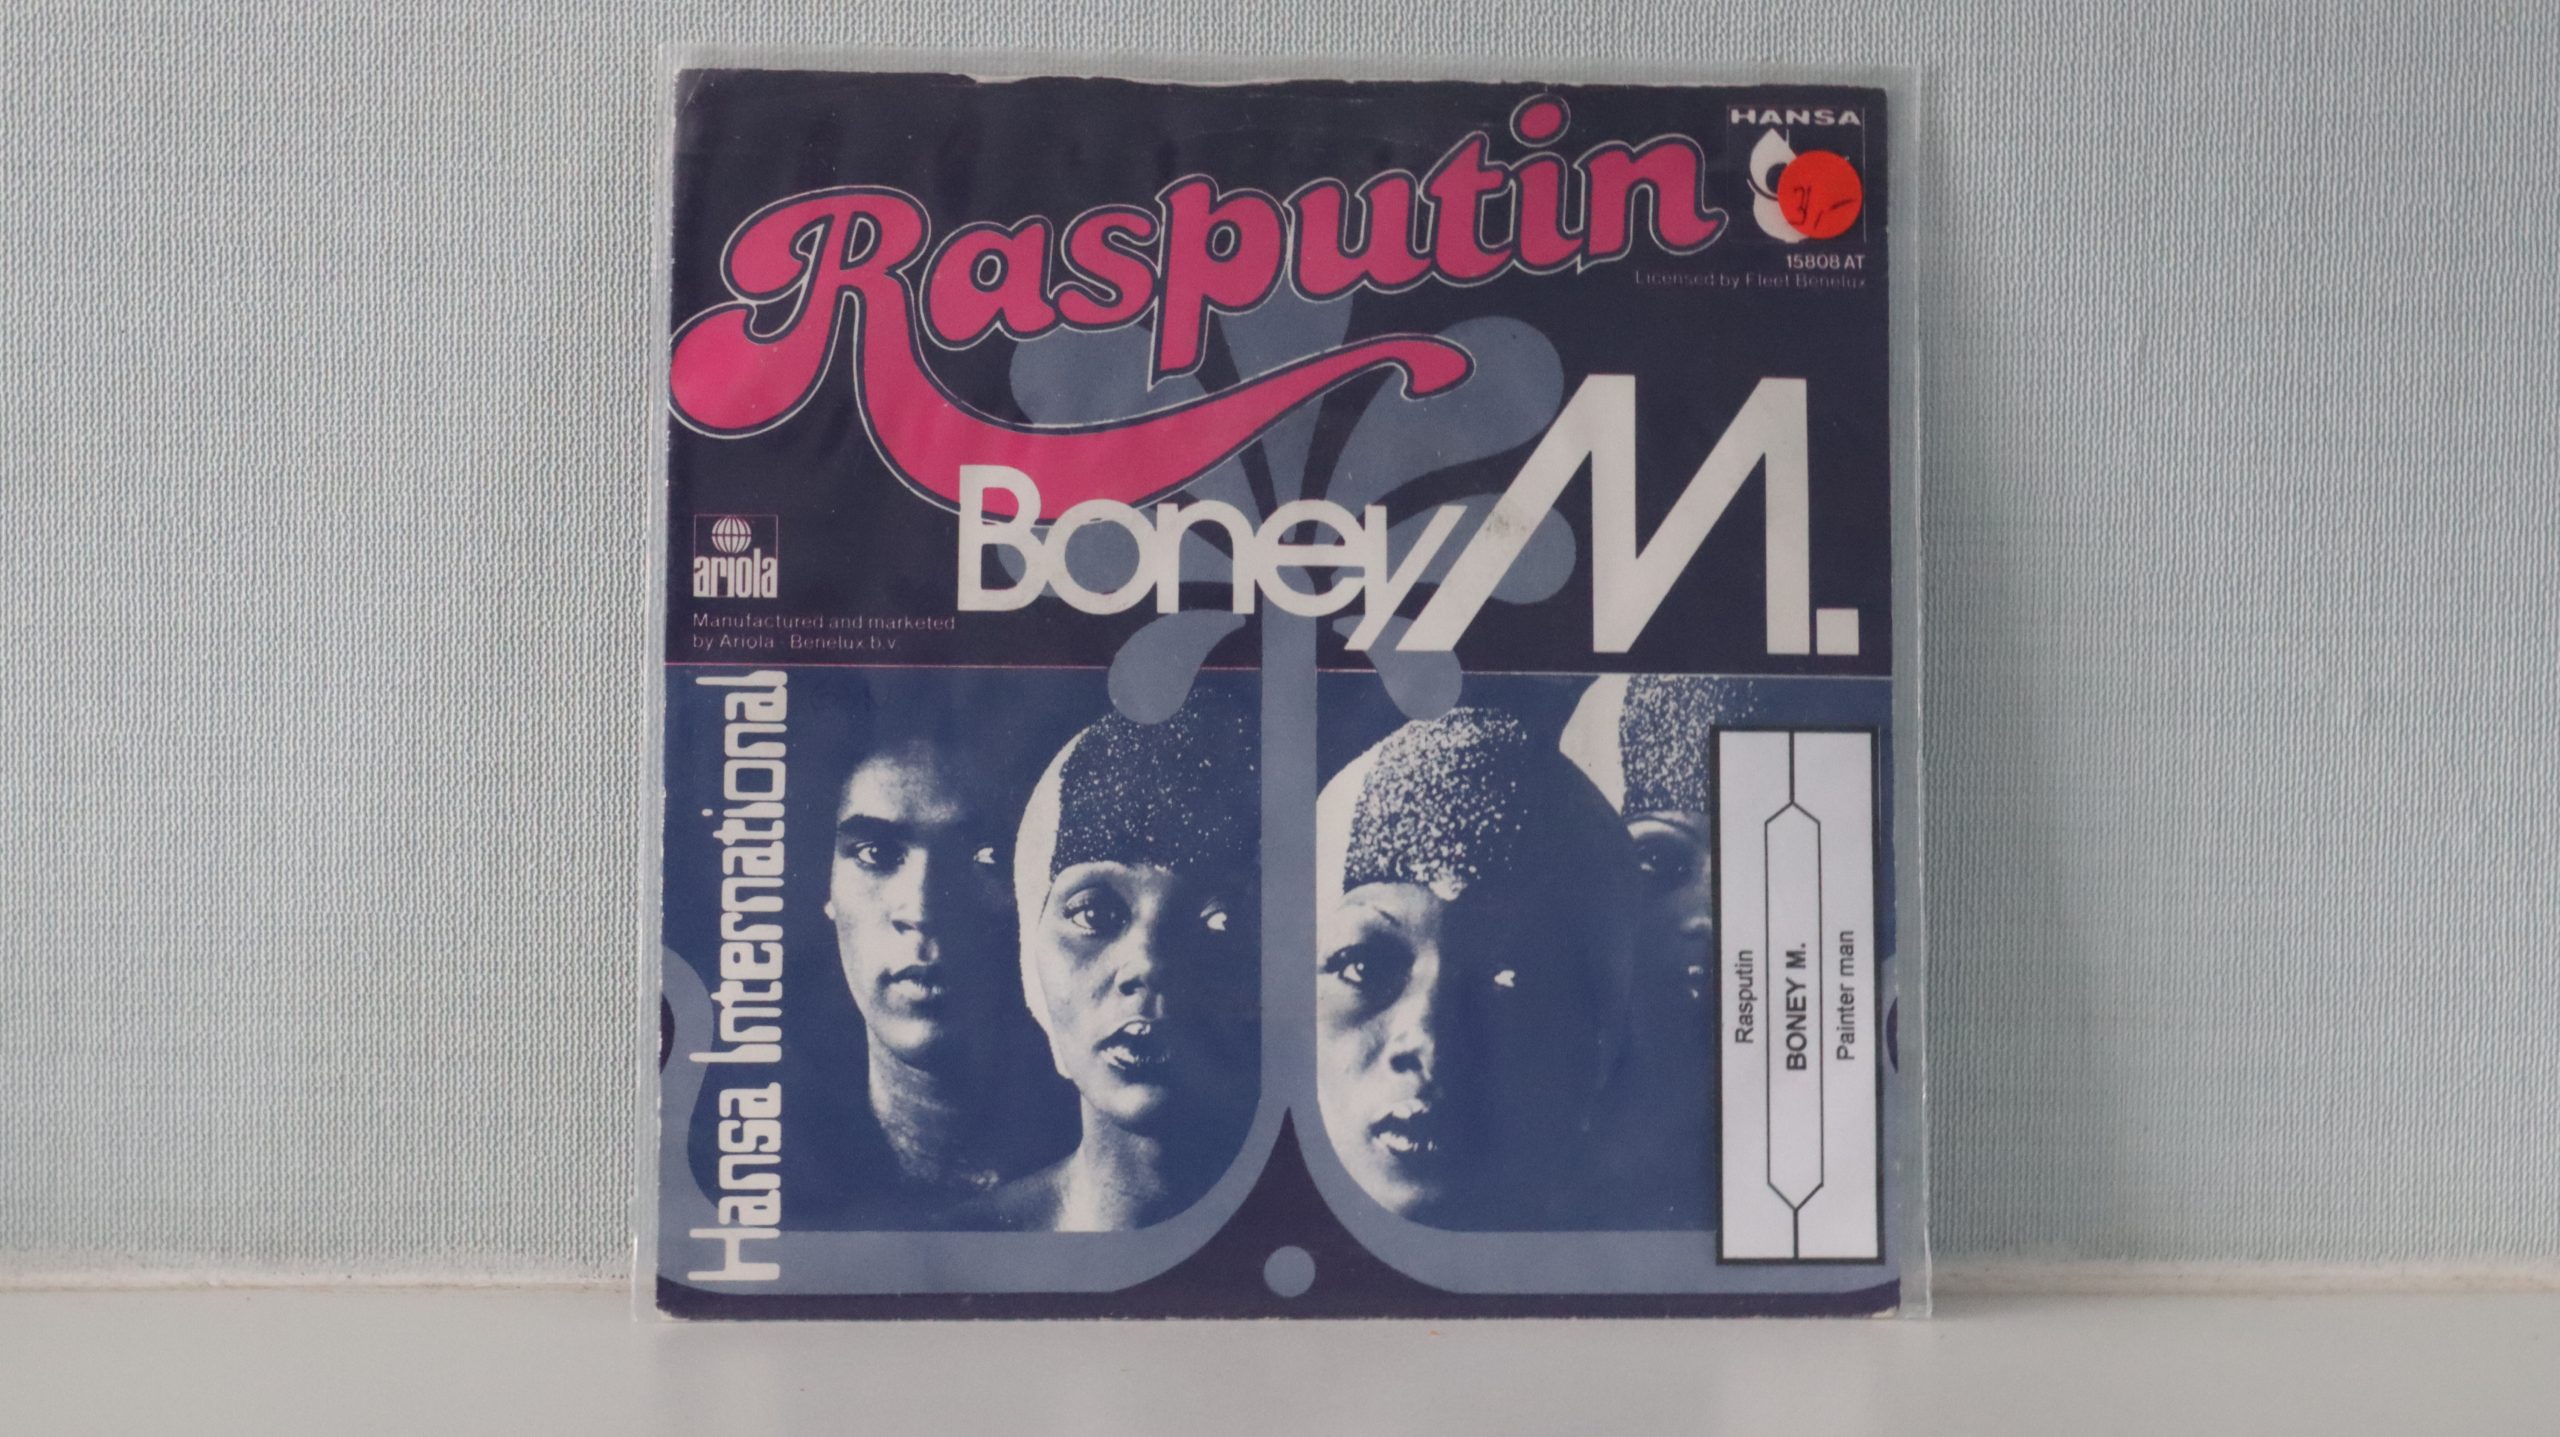 Rasputin
HANSA
15808 AT
Licensed by Fleet Benelux
Boney M.
ariola
Manufactured and marketed
by Ariola - Benelux b.v.
Hansa International
Rasputin
BONEY M.
Painter man